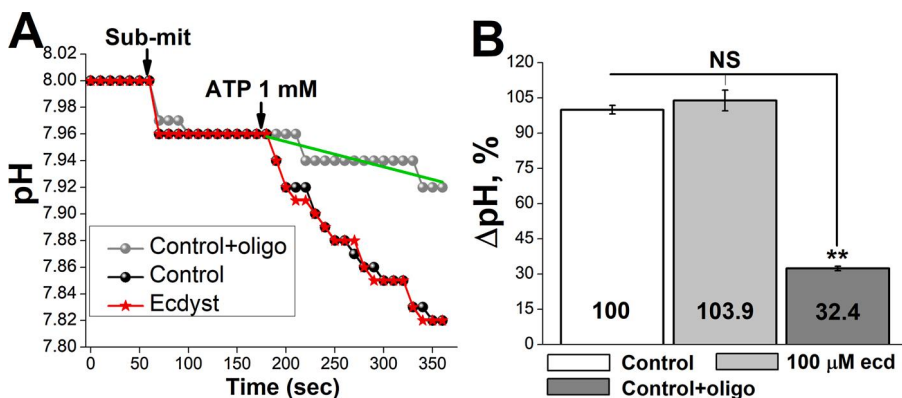 A
Sub-mit
ATP 1 mM
pH
8.02
8.00
7.98
7.96
7.94
7.92
7.90
7.88
7.86
7.84
7.82
7.80
Control+oligo
Control
Ecdyst
0 50 100 150 200 250 300 350
Time (sec)
B
NS
ΔpH, %
120
105
90
75
60
45
30
15
0
**
100 103.9 32.4
Control 100 μM ecd
Control+oligo